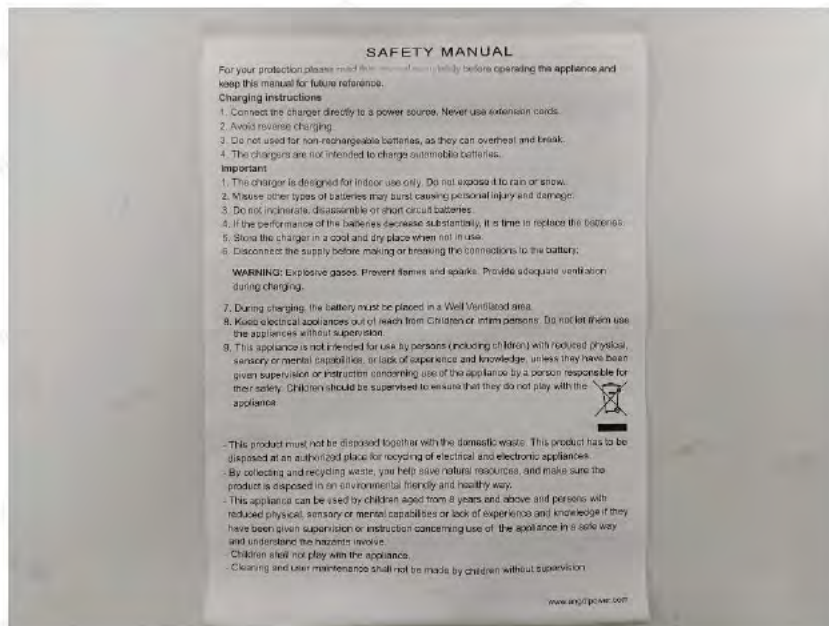 SAFETY MANUAL
For your protection please read this manual completely before operating the appliance and
keep this manual for future reference.
Charging instructions
1. Connect the charger directly to a power source. Never use extension cords.
2. Avoid reverse charging.
3. Do not used for non-rechargeable batteries, as they can overheat and break.
4. The chargers are not intended to charge automobile batteries.
Important
1. The charger is designed for indoor use only. Do not expose it to rain or snow.
2. Misuse other types of batteries may burst causing personal injury and damage.
3. Do not incinerate, disassemble or short circuit batteries.
4. If the performance of the batteries decrease substantially, it is time to replace the batteries.
5. Store the charger in a cool and dry place when not in use.
6. Disconnect the supply before making or breaking the connections to the battery;
WARNING: Explosive gases. Prevent flames and sparks. Provide adequate ventilation
during charging.
7. During charging, the battery must be placed in a Well Ventilated area.
8. Keep electrical appliances out of reach from Children or infirm persons. Do not let them use
the appliances without supervision.
9. This appliance is not intended for use by persons (including children) with reduced physical,
sensory or mental capabilities, or lack of experience and knowledge, unless they have been
given supervision or instruction concerning use of the appliance by a person responsible for
their safety. Children should be supervised to ensure that they do not play with the
appliance.
- This product must not be disposed together with the domestic waste. This product has to be
disposed at an authorized place for recycling of electrical and electronic appliances.
- By collecting and recycling waste, you help save natural resources, and make sure the
product is disposed in an environmental friendly and healthy way.
- This appliance can be used by children aged from 8 years and above and persons with
reduced physical, sensory or mental capabilities or lack of experience and knowledge if they
have been given supervision or instruction concerning use of the appliance in a safe way
and understand the hazards involve.
- Children shall not play with the appliance.
- Cleaning and user maintenance shall not be made by children without supervision